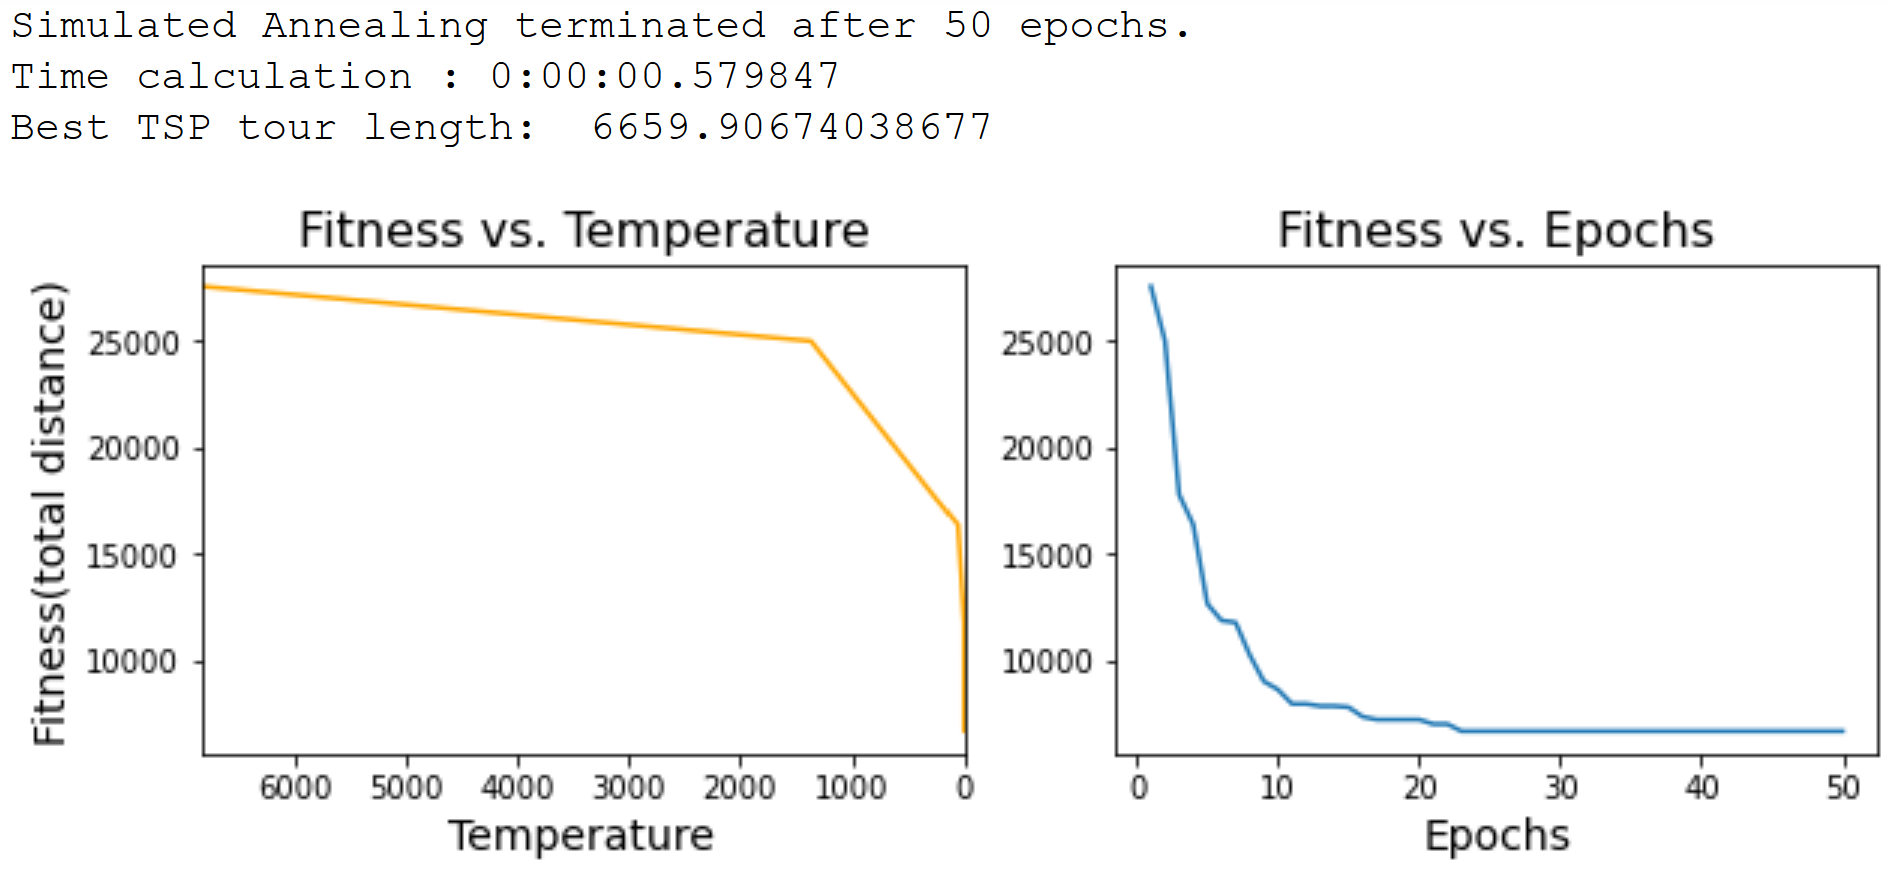 Simulated Annealing terminated after 50 epochs.
Time calculation : 0:00:00.579847
Best TSP tour length:  6659.90674038677
Fitness vs. Temperature
Fitness(total distance)
25000
20000
15000
10000
6000 5000 4000 3000 2000 1000 0
Temperature
Fitness vs. Epochs
25000
20000
15000
10000
0 10 20 30 40 50
Epochs